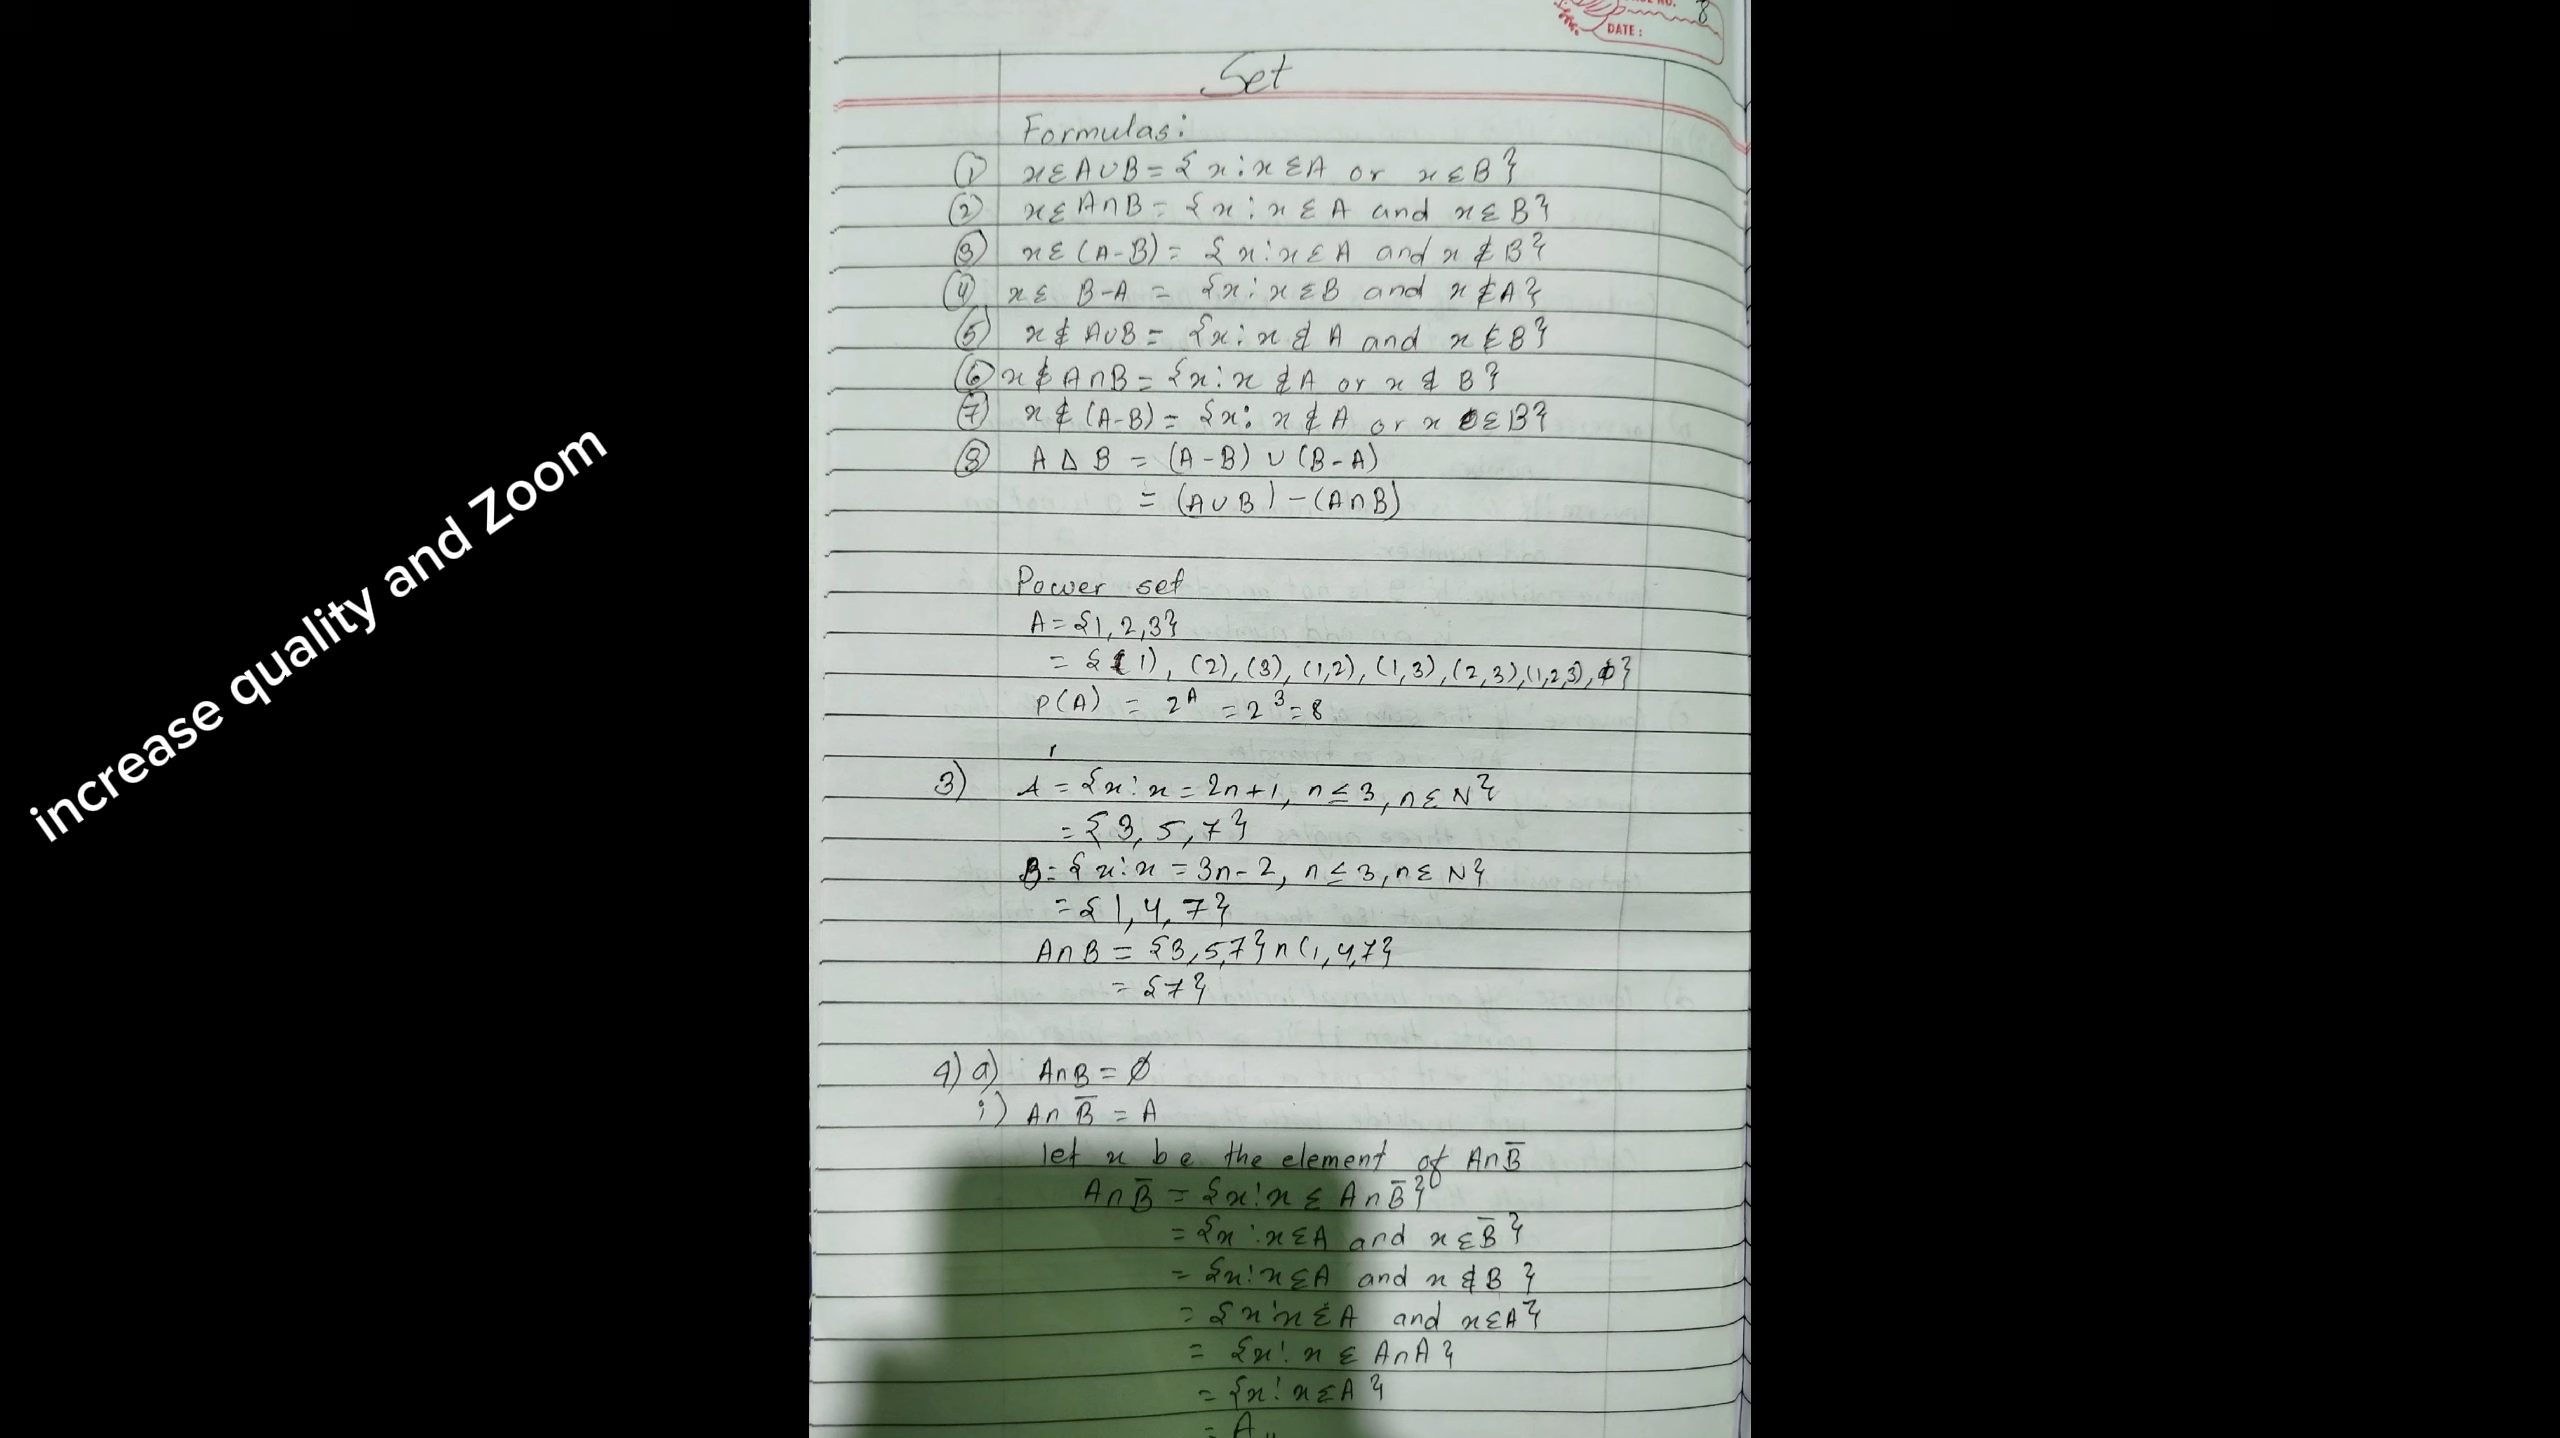 increase quality and Zoom
8
DATE:
Set
Formulas:
① x∈A∪B = {x:x∈A or x∈B}
② x∈A∩B = {x:x∈A and x∈B}
③ x∈(A-B) = {x:x∈A and x∉B}
④ x∈ B-A = {x:x∈B and x∉A}
⑤ x∉ A∪B = {x:x∉A and x∉B}
⑥ x∉A∩B = {x:x∉A or x∉B}
⑦ x∉(A-B) = {x: x∉A or x∈B}
⑧ A Δ B = (A-B) ∪ (B-A)
= (A∪B) - (A∩B)
Power set
A = {1,2,3}
= {(1), (2), (3), (1,2), (1,3), (2,3), (1,2,3), ϕ}
P(A) = 2^A = 2^3 = 8
3) A = {x:x = 2n+1, n≤3, n∈N}
= {3, 5, 7}
B = {x:x = 3n-2, n≤3, n∈N}
= {1, 4, 7}
A∩B = {3,5,7}∩(1,4,7}
= {7}
4) a) A∩B = ∅
i) A∩B̅ = A
let x be the element of A∩B̅
A∩B̅ = {x:x∈A∩B̅}
= {x:x∈A and x∈B̅}
= {x:x∈A and x∉B}
= {x:x∈A and x∈A}
= {x:x∈A∩A}
= {x:x∈A}
= A